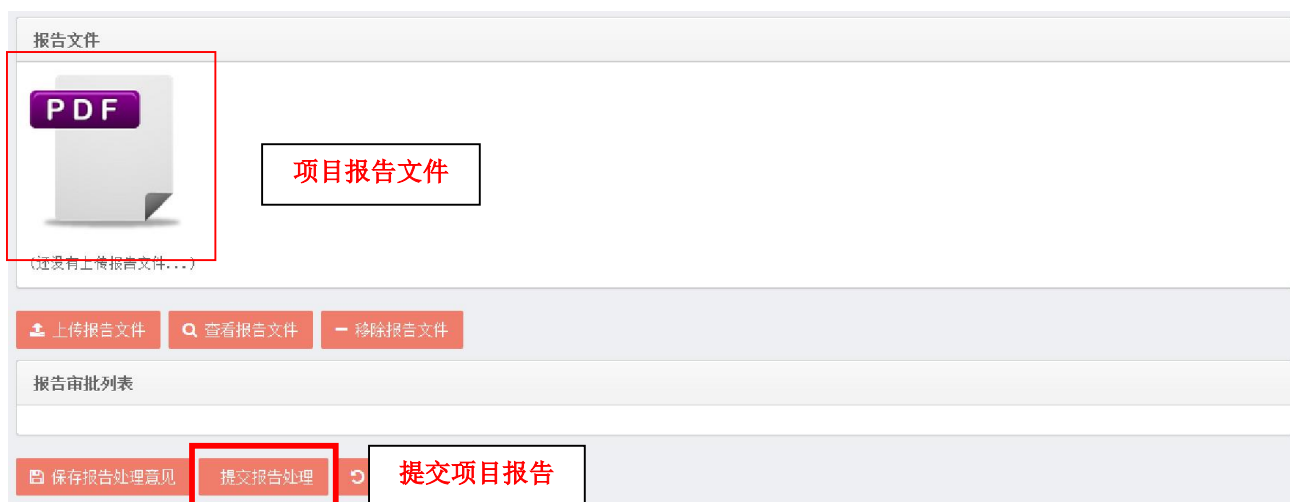 报告文件
PDF
项目报告文件
(还没有上传报告文件...)
上传报告文件 查看报告文件 移除报告文件
报告审批列表
保存报告处理意见 提交报告处理 提交项目报告